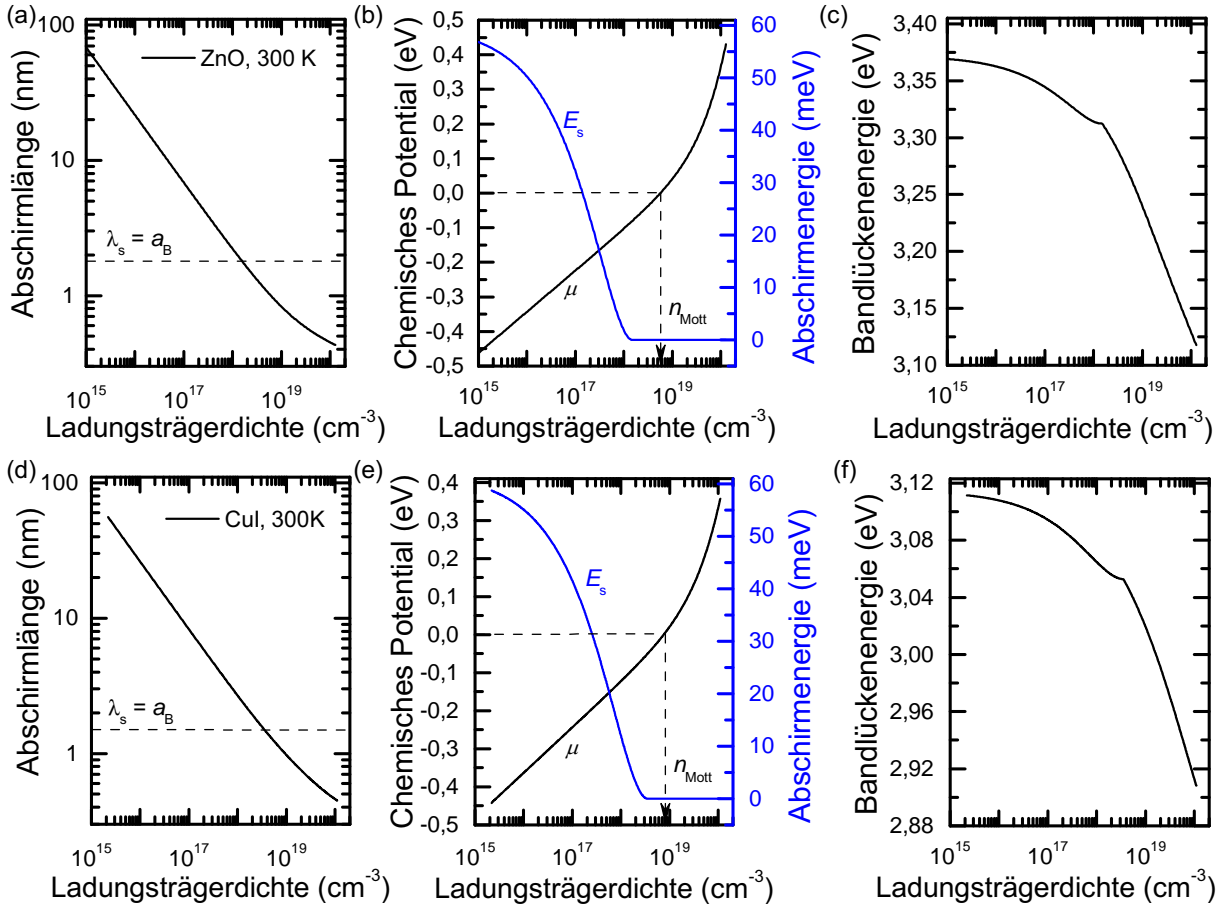 (a)
100
10
1
Abschirmlänge (nm)
ZnO, 300 K
λs = aB
10^15 10^17 10^19
Ladungsträgerdichte (cm^-3)
(b)
0,5
0,4
0,3
0,2
0,1
0,0
-0,1
-0,2
-0,3
-0,4
-0,5
Chemisches Potential (eV)
Es
μ
nMott
60
50
40
30
20
10
0
Abschirmenergie (meV)
10^15 10^17 10^19
Ladungsträgerdichte (cm^-3)
(c)
3,40
3,35
3,30
3,25
3,20
3,15
3,10
Bandlückenenergie (eV)
10^15 10^17 10^19
Ladungsträgerdichte (cm^-3)
(d)
100
10
1
Abschirmlänge (nm)
CuI, 300K
λs = aB
10^15 10^17 10^19
Ladungsträgerdichte (cm^-3)
(e)
0,4
0,3
0,2
0,1
0,0
-0,1
-0,2
-0,3
-0,4
-0,5
Chemisches Potential (eV)
Es
μ
nMott
60
50
40
30
20
10
0
Abschirmenergie (meV)
10^15 10^17 10^19
Ladungsträgerdichte (cm^-3)
(f)
3,12
3,08
3,04
3,00
2,96
2,92
2,88
Bandlückenenergie (eV)
10^15 10^17 10^19
Ladungsträgerdichte (cm^-3)